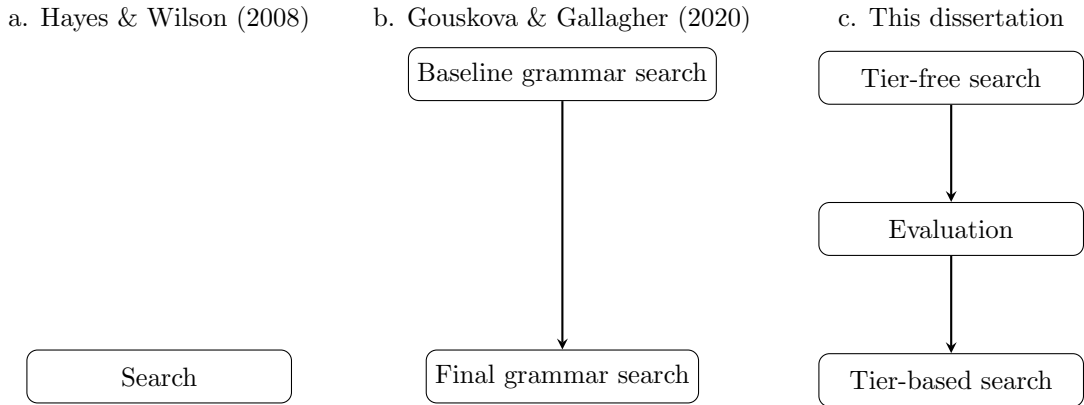 a. Hayes & Wilson (2008)
b. Gouskova & Gallagher (2020)
c. This dissertation
Baseline grammar search
Tier-free search
Evaluation
Search
Final grammar search
Tier-based search